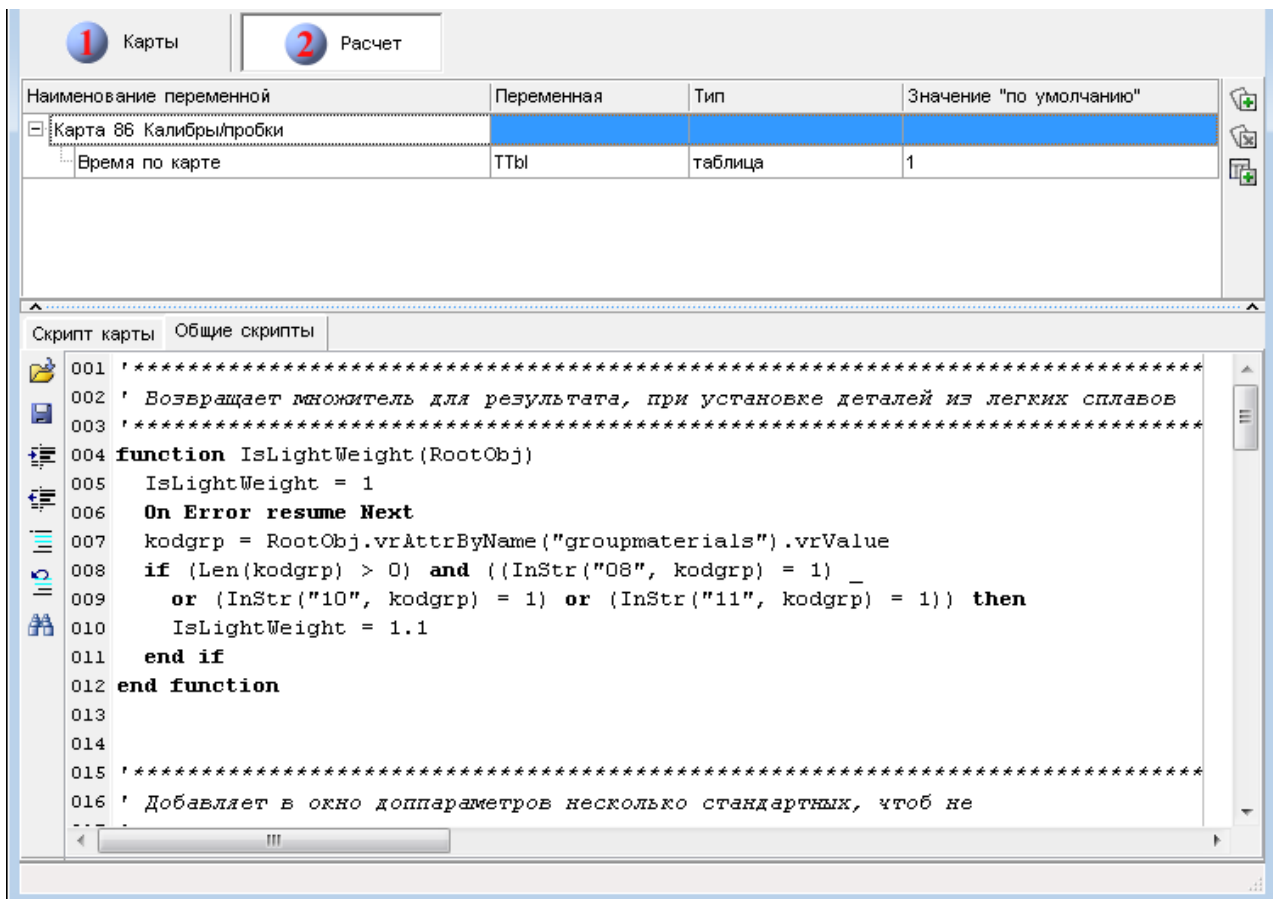 1 Карты 2 Расчет
Наименование переменной Переменная Тип Значение "по умолчанию"
Карта 86 Калибры/пробки
Время по карте TTbl таблица 1
Скрипт карты Общие скрипты
001 '*******************************************************************************
002 ' Возвращает множитель для результата, при установке деталей из легких сплавов
003 '*******************************************************************************
004 function IsLightWeight(RootObj)
005 IsLightWeight = 1
006 On Error resume Next
007 kodgrp = RootObj.vrAttrByName("groupmaterials").vrValue
008 if (Len(kodgrp) > 0) and ((InStr("08", kodgrp) = 1) _
009 or (InStr("10", kodgrp) = 1) or (InStr("11", kodgrp) = 1)) then
010 IsLightWeight = 1.1
011 end if
012 end function
013
014
015 '*******************************************************************************
016 ' Добавляет в окно доппараметров несколько стандартных, чтоб не